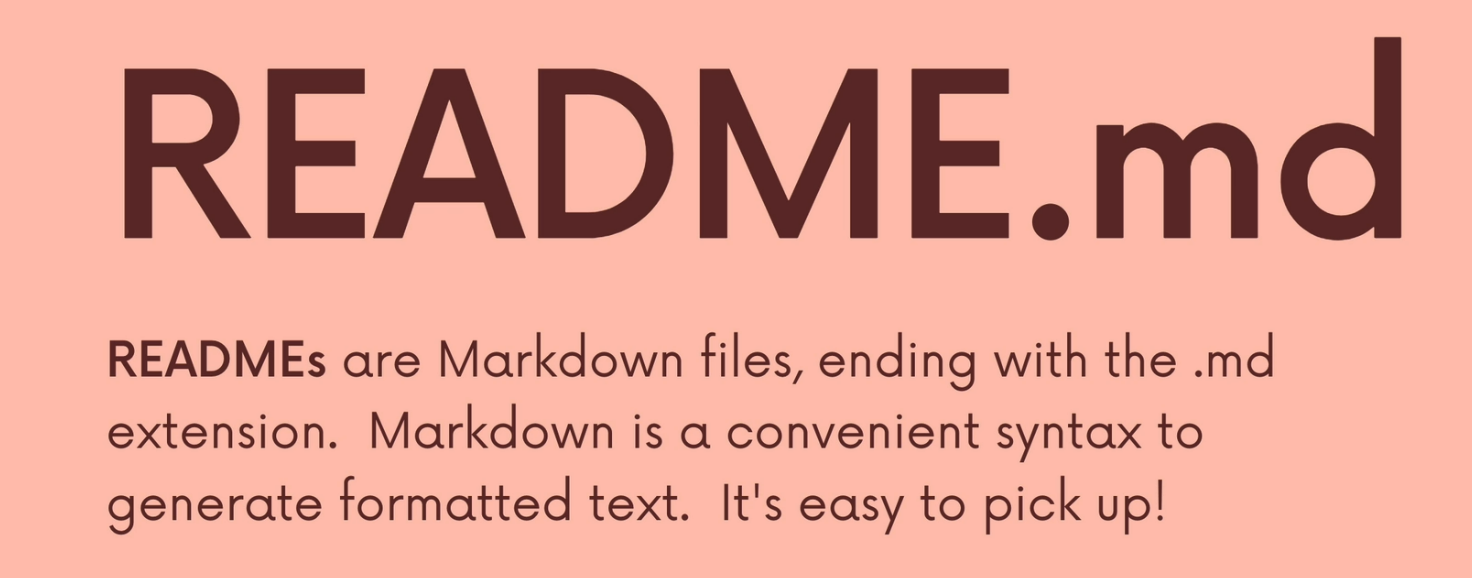 README.md
READMEs are Markdown files, ending with the .md
extension.  Markdown is a convenient syntax to
generate formatted text.  It's easy to pick up!